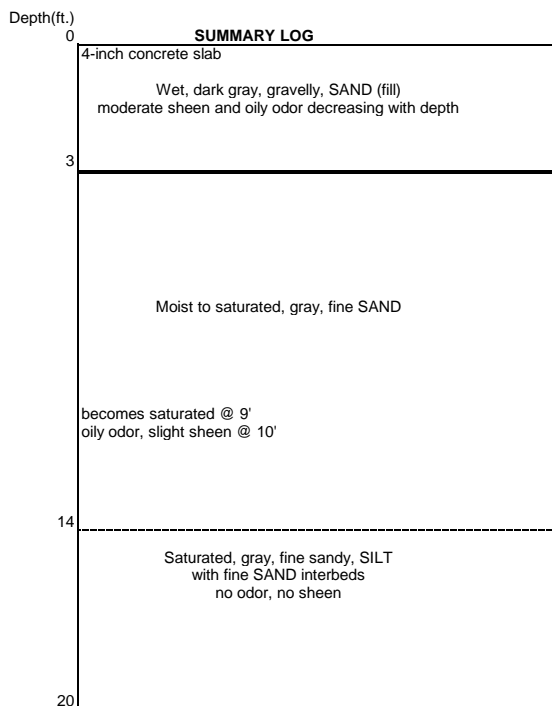 Depth(ft.)
0
SUMMARY LOG
4-inch concrete slab
Wet, dark gray, gravelly, SAND (fill)
moderate sheen and oily odor decreasing with depth
3
Moist to saturated, gray, fine SAND
becomes saturated @ 9'
oily odor, slight sheen @ 10'
14
Saturated, gray, fine sandy, SILT
with fine SAND interbeds
no odor, no sheen
20